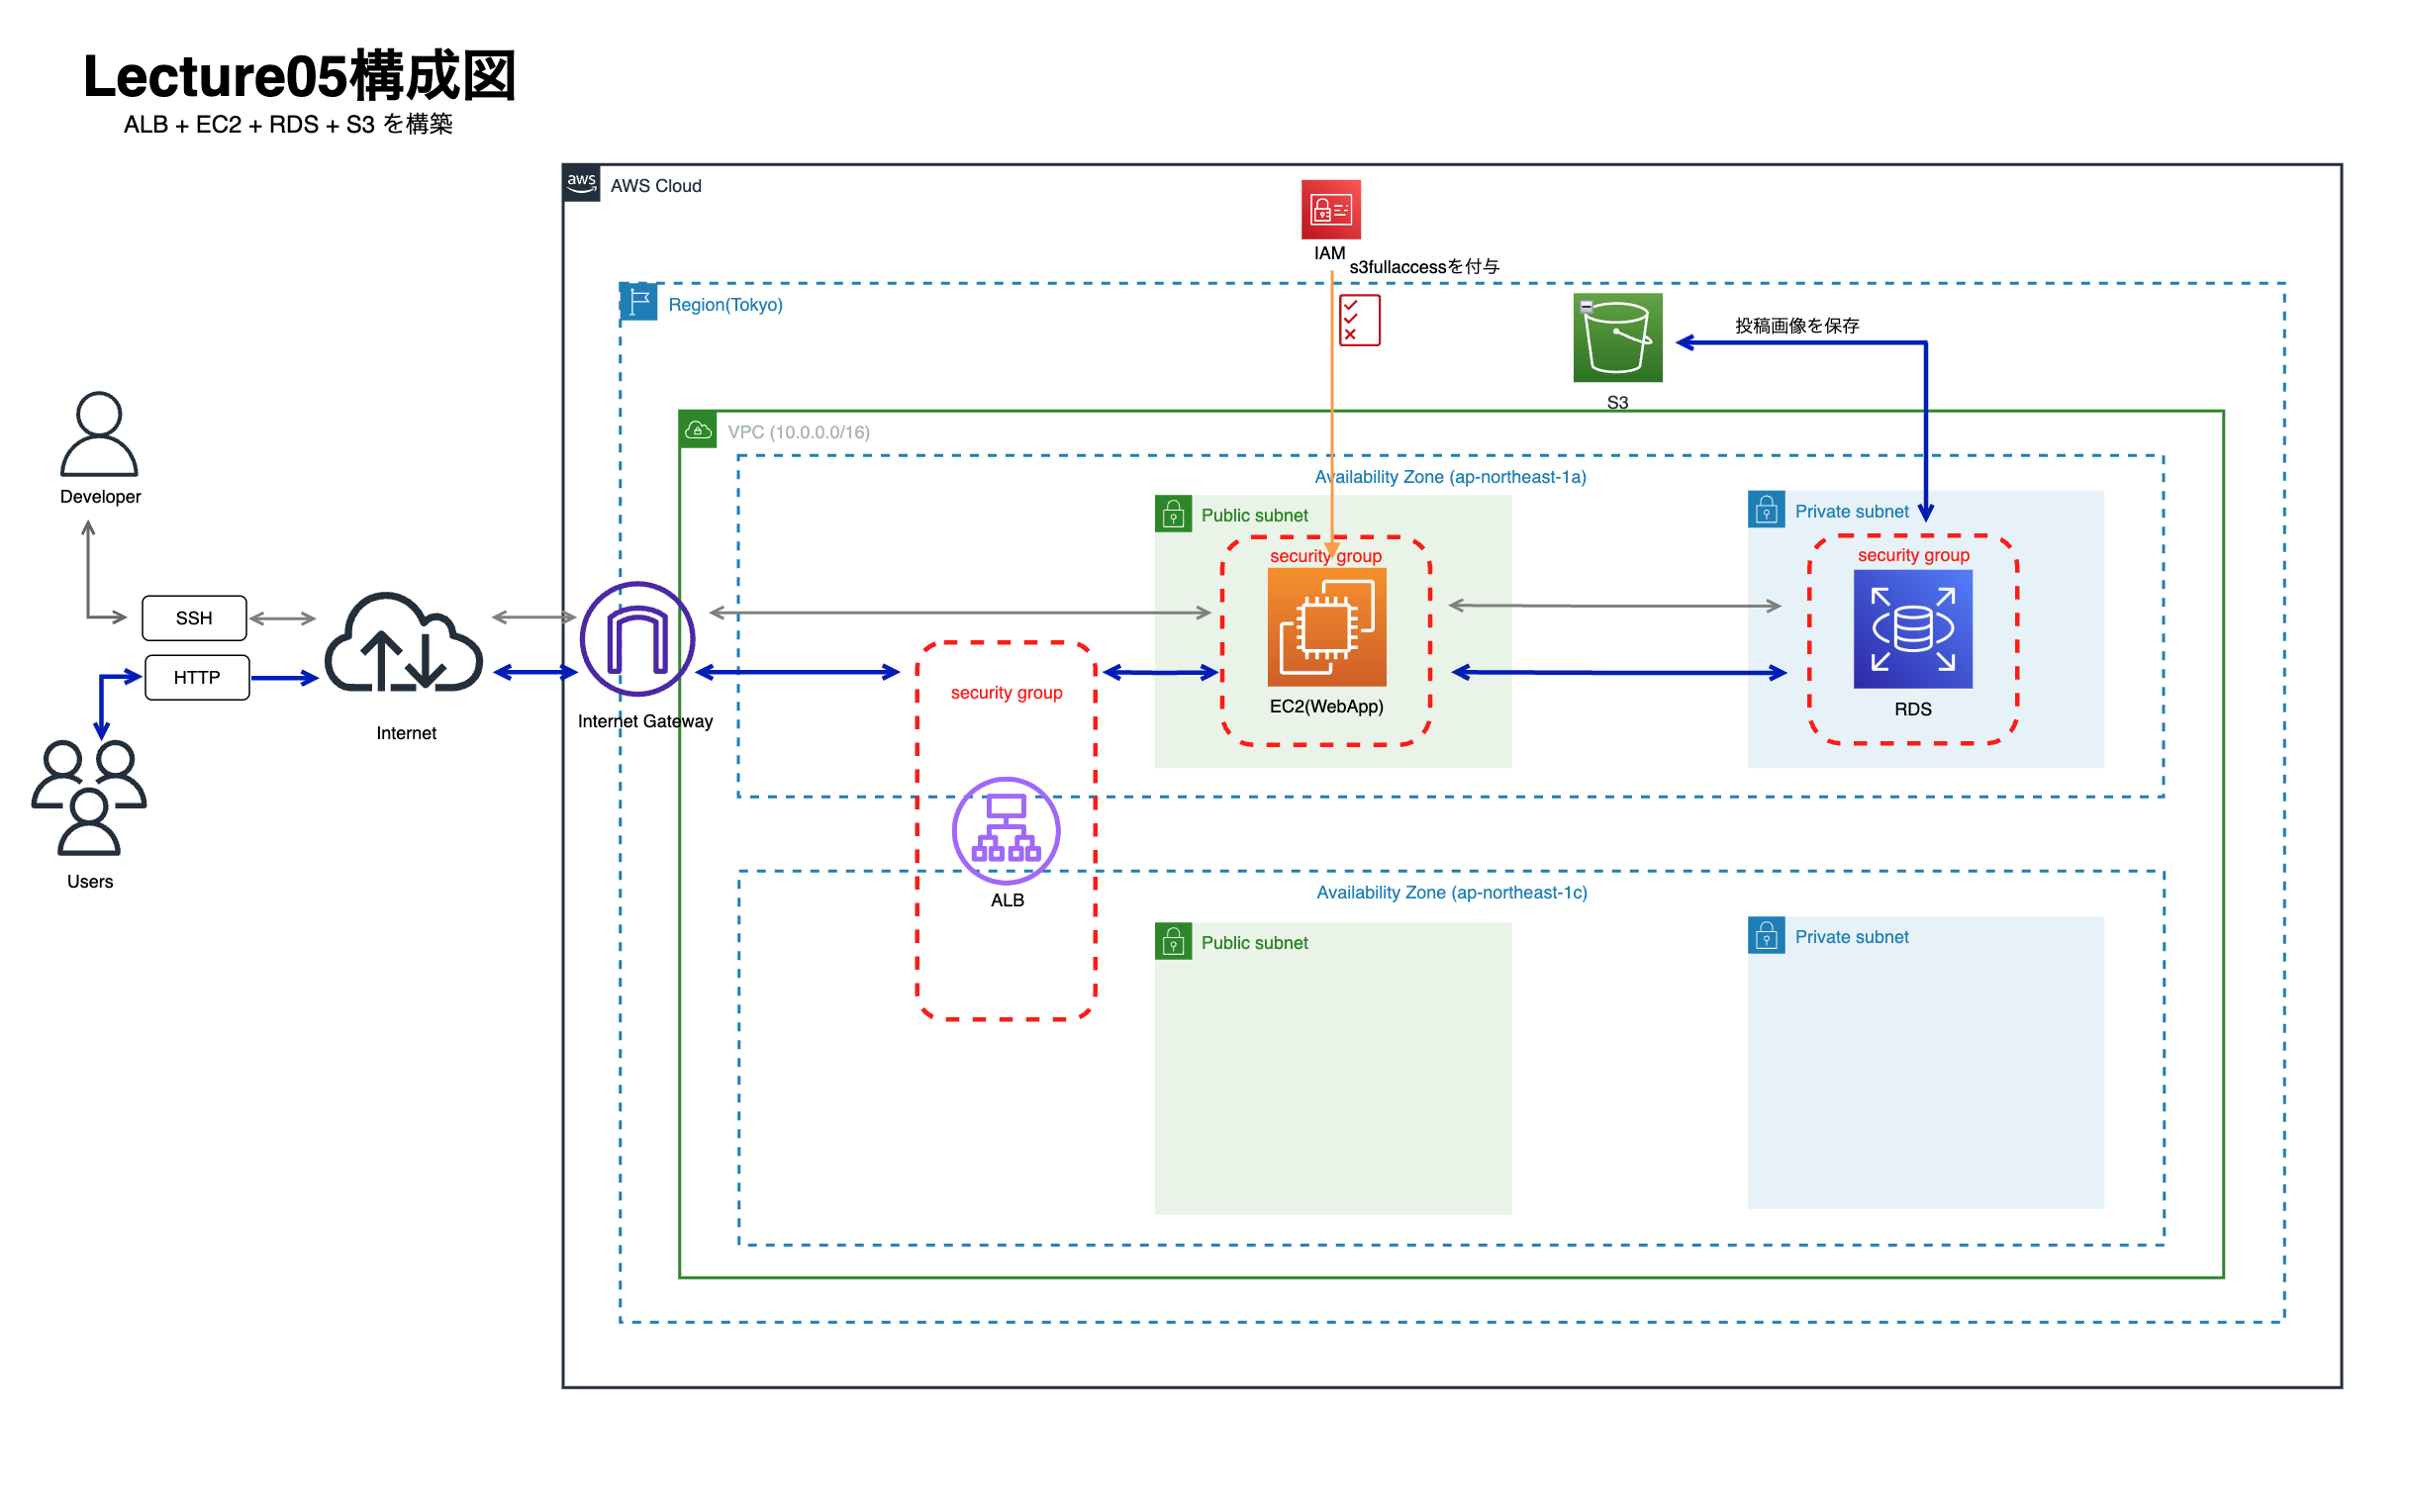 Lecture05構成図
ALB + EC2 + RDS + S3 を構築
aws
AWS Cloud
IAM
s3fullaccessを付与
Region(Tokyo)
投稿画像を保存
S3
VPC (10.0.0.0/16)
Availability Zone (ap-northeast-1a)
Developer
Public subnet
Private subnet
security group
security group
SSH
HTTP
security group
EC2(WebApp)
RDS
Internet Gateway
Internet
Users
ALB
Availability Zone (ap-northeast-1c)
Public subnet
Private subnet